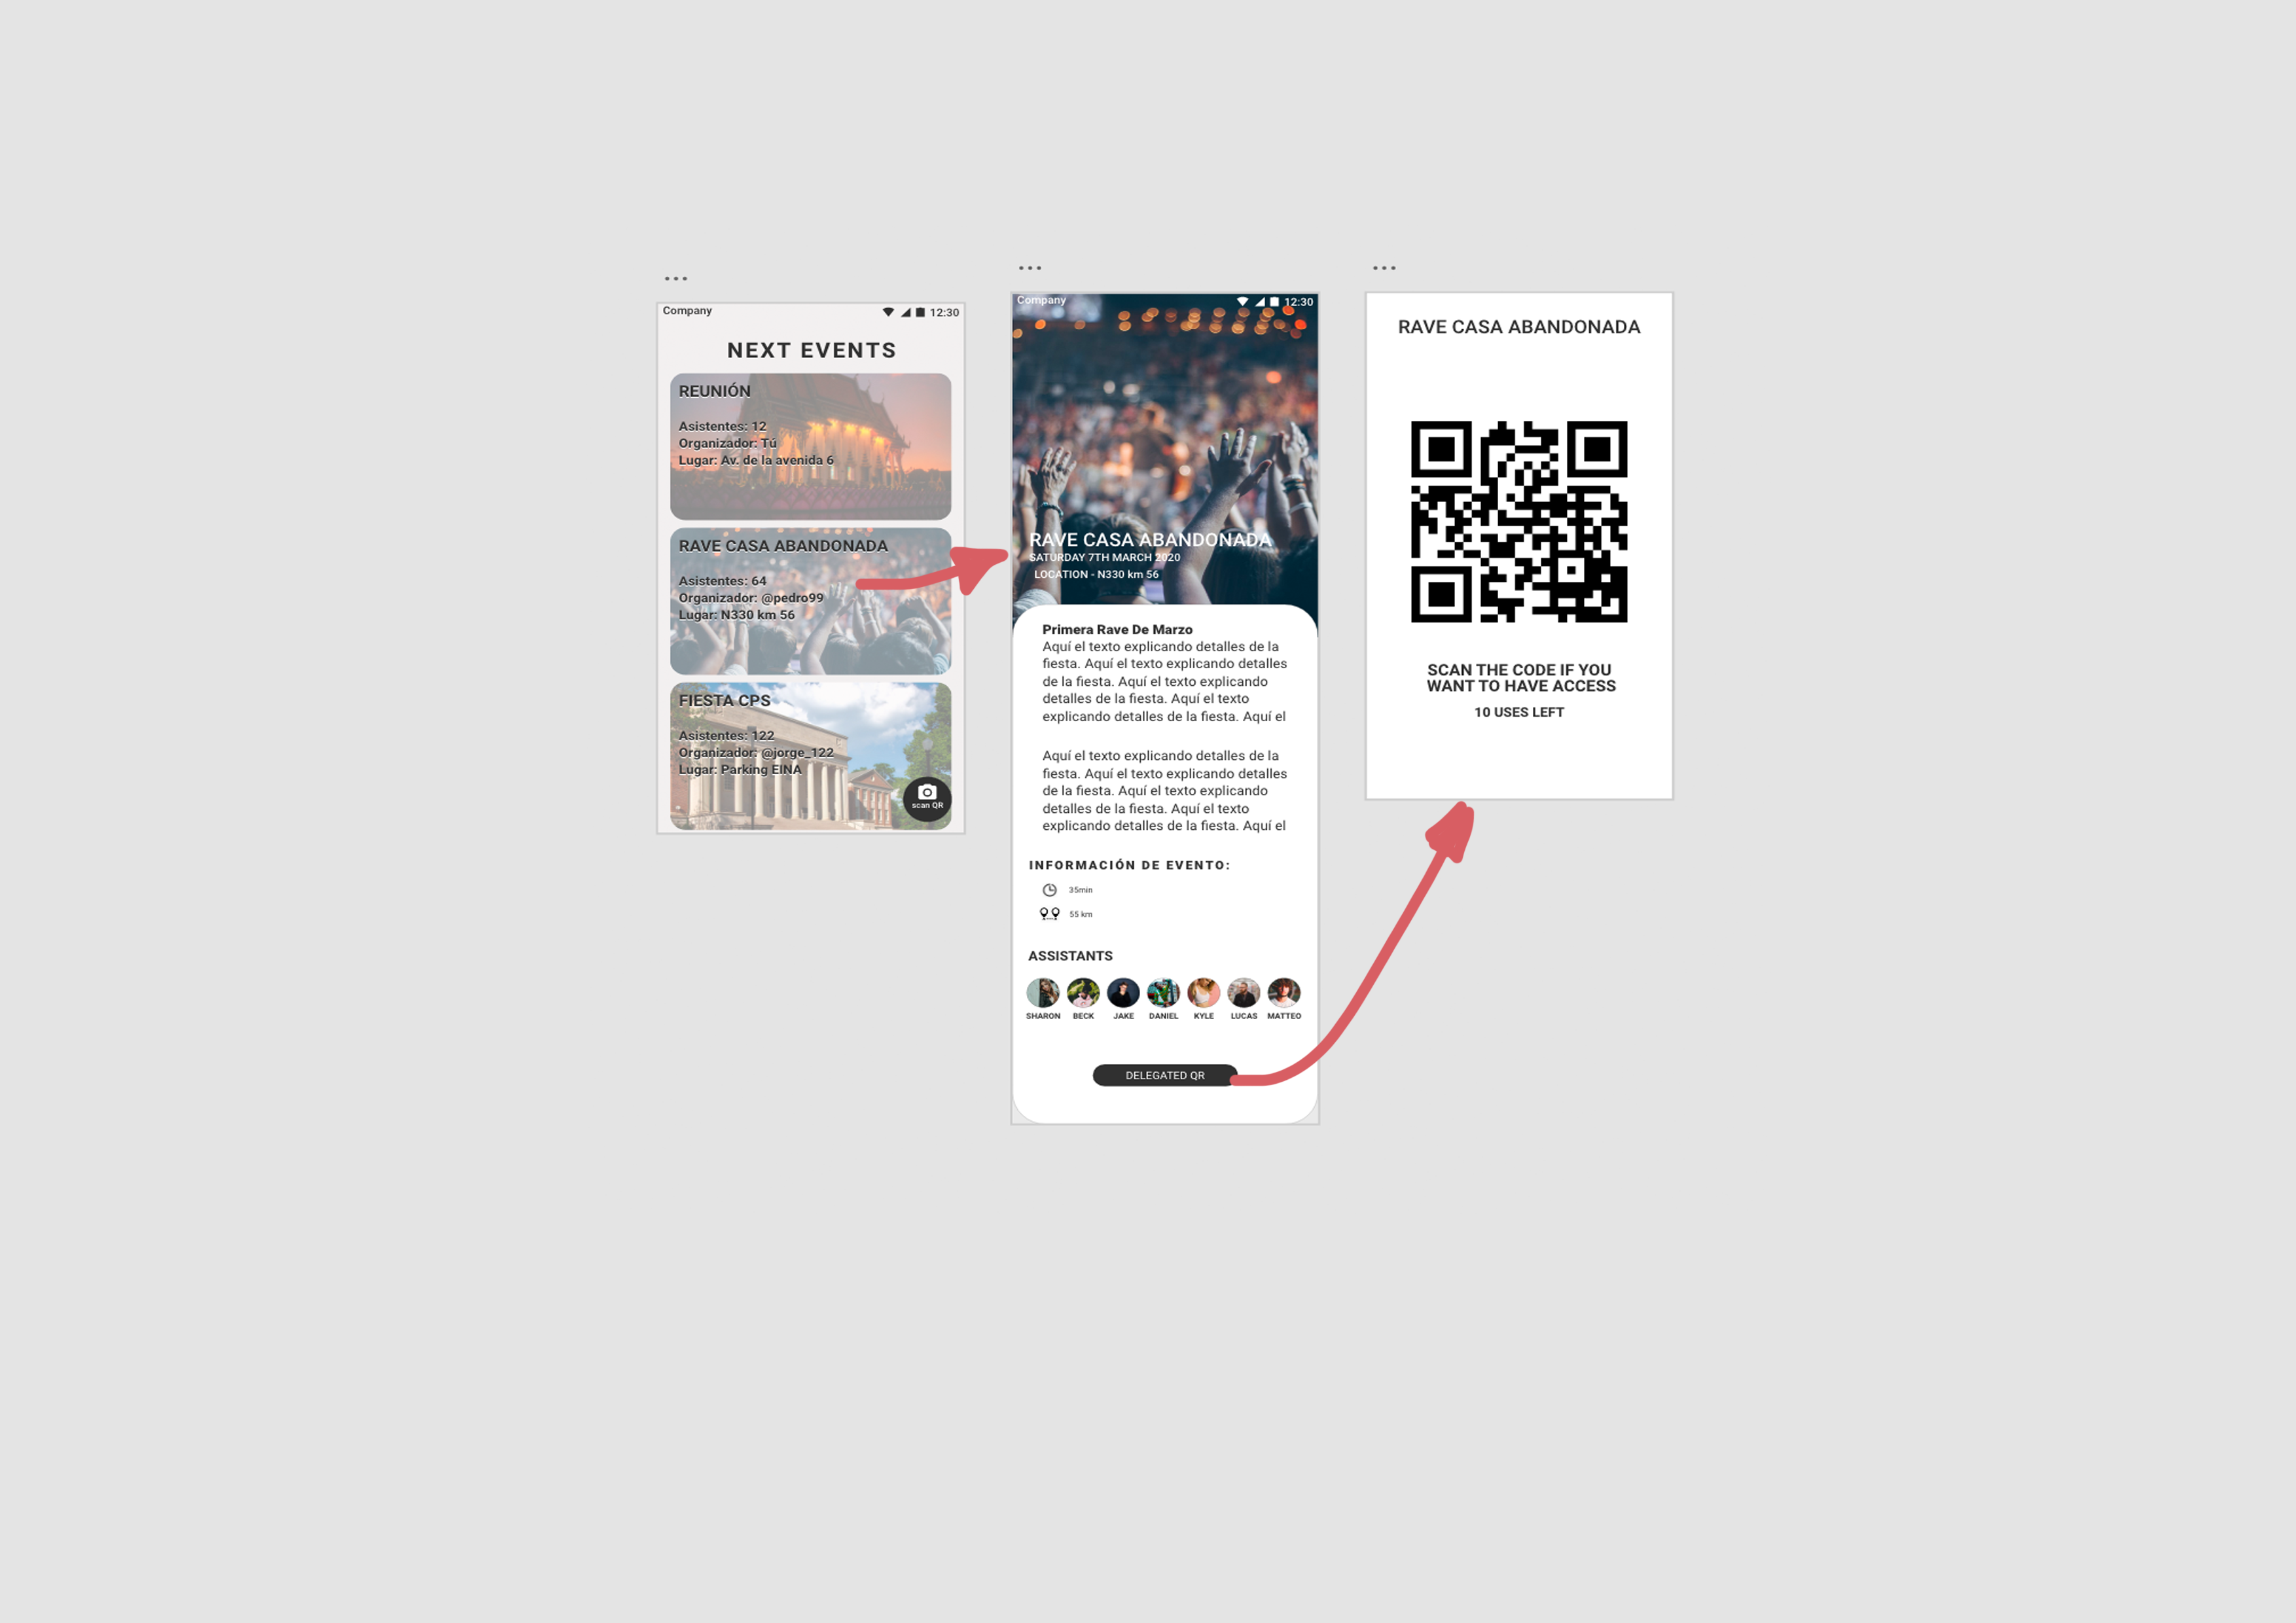 Company
12:30
NEXT EVENTS
REUNIÓN
Asistentes: 12
Organizador: Tú
Lugar: Av. de la avenida 6
RAVE CASA ABANDONADA
Asistentes: 64
Organizador: @pedro99
Lugar: N330 km 56
FIESTA CPS
Asistentes: 122
Organizador: @jorge_122
Lugar: Parking EINA
scan QR
Company
12:30
RAVE CASA ABANDONADA
SATURDAY 7TH MARCH 2020
LOCATION - N330 km 56
Primera Rave De Marzo
Aquí el texto explicando detalles de la
fiesta. Aquí el texto explicando detalles
de la fiesta. Aquí el texto explicando
detalles de la fiesta. Aquí el texto
explicando detalles de la fiesta. Aquí el
Aquí el texto explicando detalles de la
fiesta. Aquí el texto explicando detalles
de la fiesta. Aquí el texto explicando
detalles de la fiesta. Aquí el texto
explicando detalles de la fiesta. Aquí el
INFORMACIÓN DE EVENTO:
35min
55 km
ASSISTANTS
SHARON BECK JAKE DANIEL KYLE LUCAS MATTEO
DELEGATED QR
RAVE CASA ABANDONADA
SCAN THE CODE IF YOU
WANT TO HAVE ACCESS
10 USES LEFT